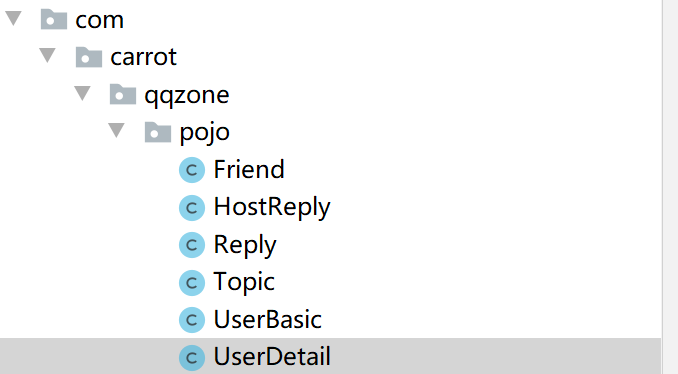 com
carrot
qqzone
pojo
C Friend
C HostReply
C Reply
C Topic
C UserBasic
C UserDetail